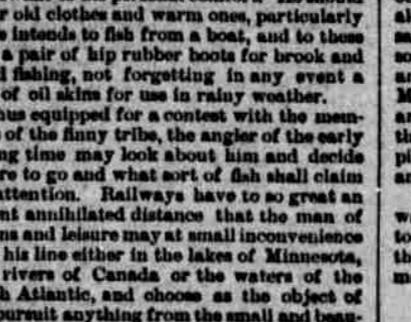 r old clothes and warm ones, particularly
e intends to fish from a boat, and to these
a pair of hip rubber boots for brook and
d fishing, not forgetting in any event a
of oil skins for use in rainy weather.
hus equipped for a contest with the mem-
of the finny tribe, the angler of the early
ng time may look about him and decide
re to go and what sort of fish shall claim
attention. Railways have to so great an
nt annihilated distance that the man of
ns and leisure may at small inconvenience
his line either in the lakes of Minnesota,
rivers of Canada or the waters of the
h Atlantic, and choose as the object of
pursuit anything from the small and beau-